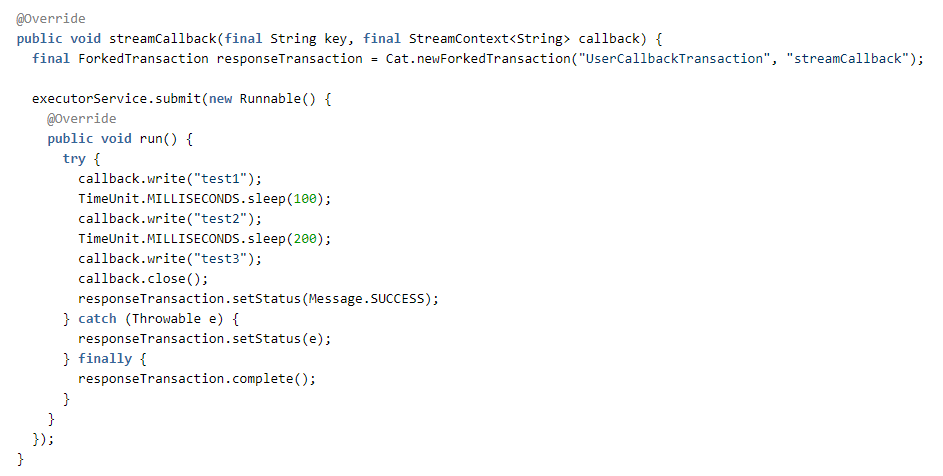 @Override
public void streamCallback(final String key, final StreamContext<String> callback) {
  final ForkedTransaction responseTransaction = Cat.newForkedTransaction("UserCallbackTransaction", "streamCallback");
  executorService.submit(new Runnable() {
    @Override
    public void run() {
      try {
        callback.write("test1");
        TimeUnit.MILLISECONDS.sleep(100);
        callback.write("test2");
        TimeUnit.MILLISECONDS.sleep(200);
        callback.write("test3");
        callback.close();
        responseTransaction.setStatus(Message.SUCCESS);
      } catch (Throwable e) {
        responseTransaction.setStatus(e);
      } finally {
        responseTransaction.complete();
      }
    }
  });
}